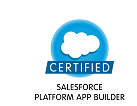 CERTIFIED
SALESFORCE
PLATFORM APP BUILDER